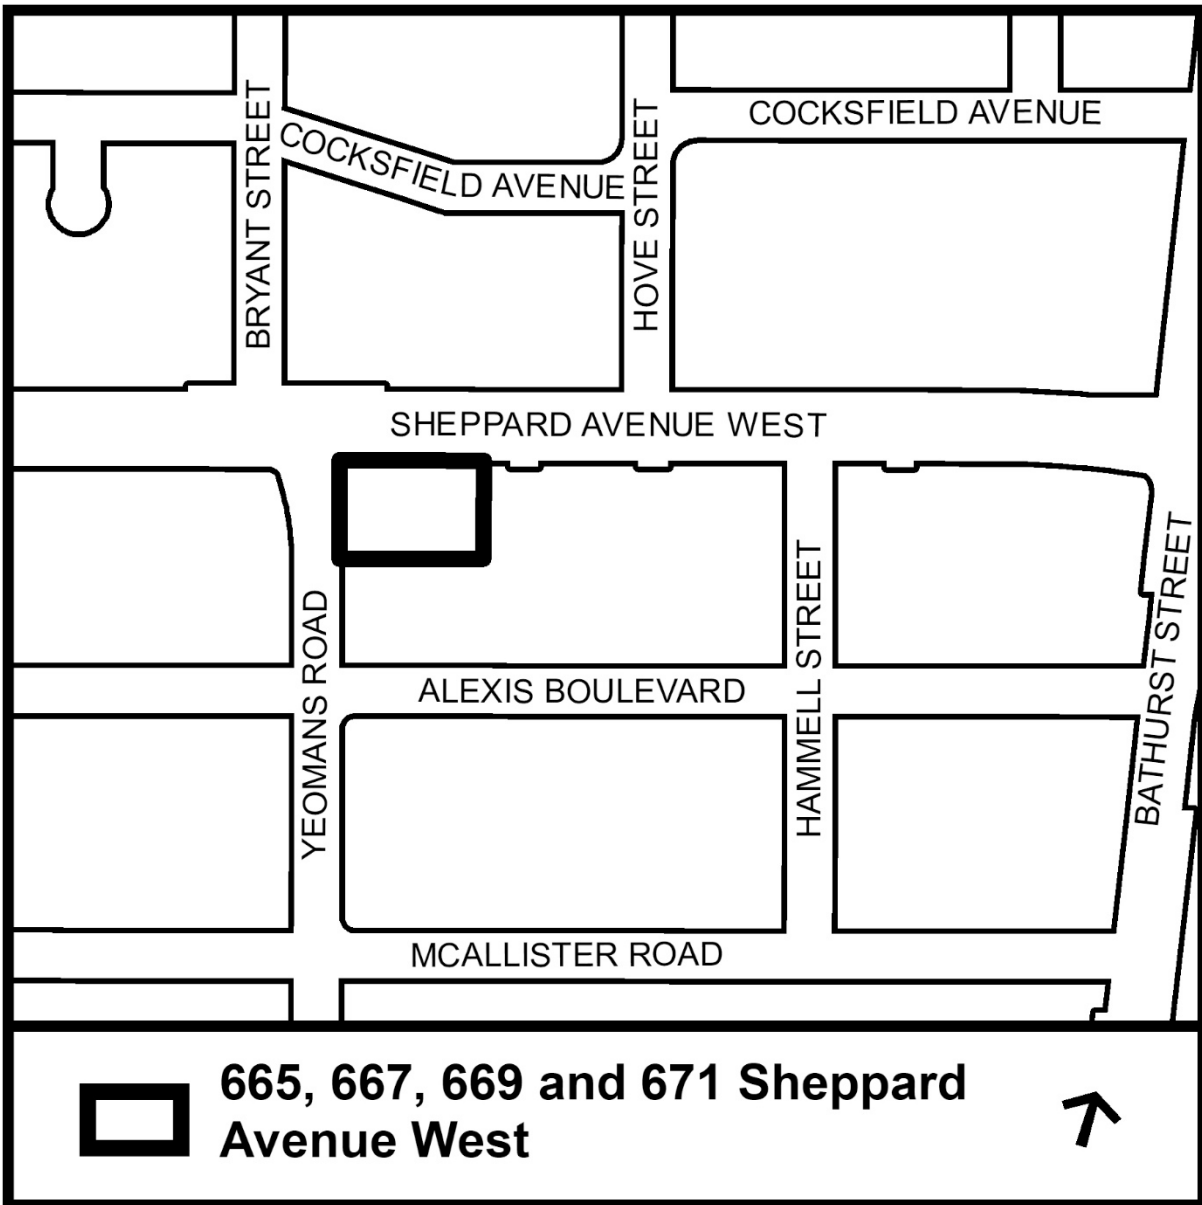 COCKSFIELD AVENUE
BRYANT STREET
COCKSFIELD AVENUE
HOVE STREET
SHEPPARD AVENUE WEST
YEOMANS ROAD
ALEXIS BOULEVARD
HAMMELL STREET
BATHURST STREET
MCALLISTER ROAD
665, 667, 669 and 671 Sheppard
Avenue West